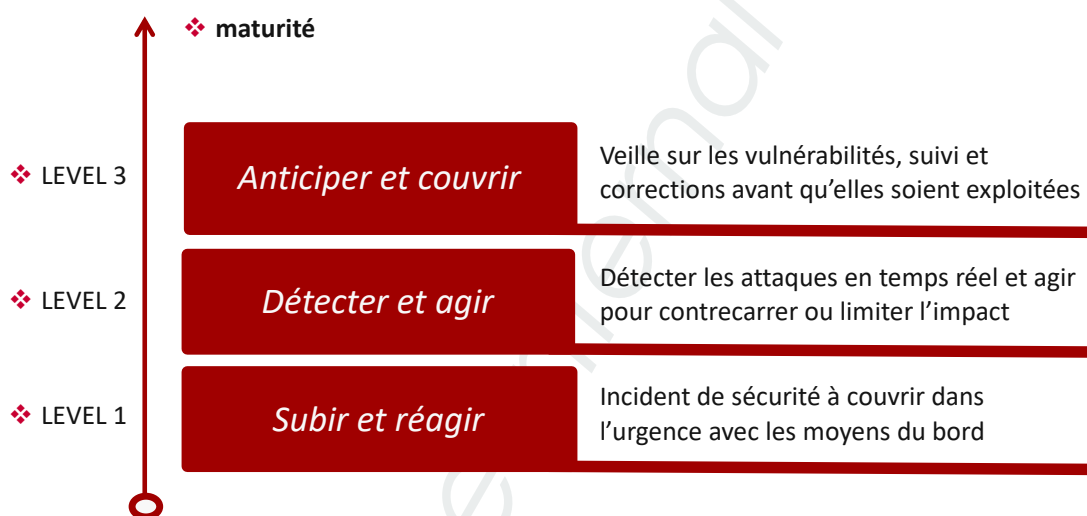 maturité
LEVEL 3
Anticiper et couvrir
Veille sur les vulnérabilités, suivi et
corrections avant qu'elles soient exploitées
LEVEL 2
Détecter et agir
Détecter les attaques en temps réel et agir
pour contrecarrer ou limiter l'impact
LEVEL 1
Subir et réagir
Incident de sécurité à couvrir dans
l'urgence avec les moyens du bord